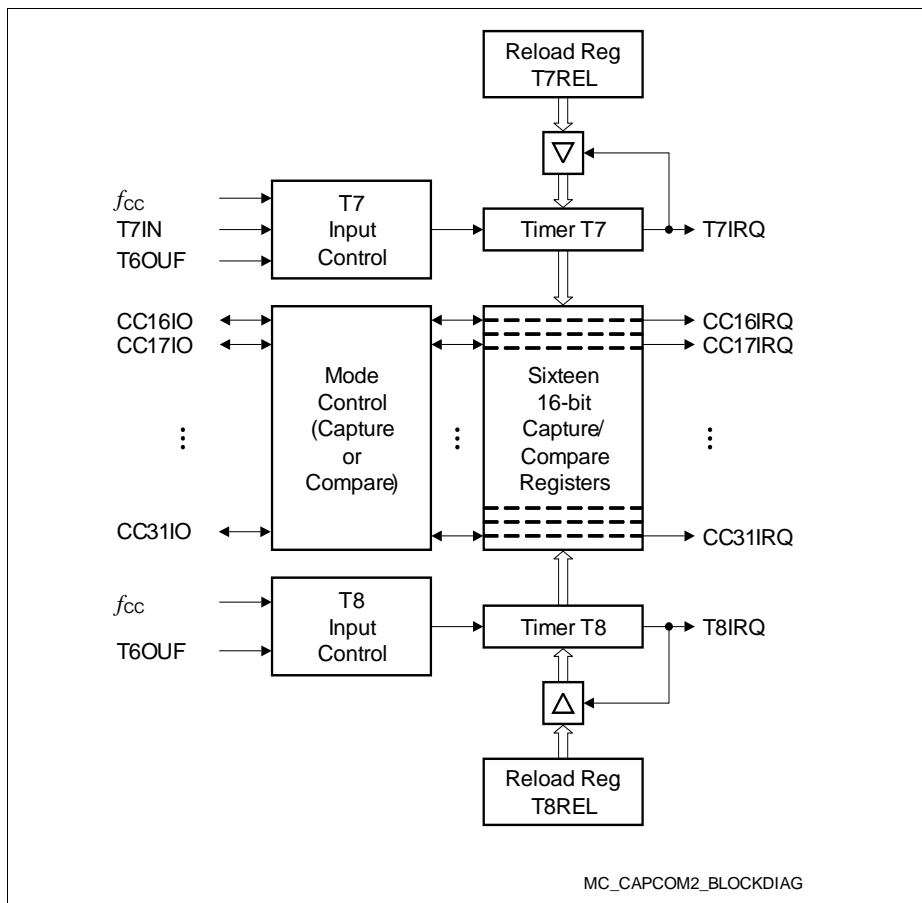 Reload Reg.
T7REL
fCC
T7IN
T6OUF
T7
Input
Control
Timer T7
T7IRQ
CC16IO
CC17IO
CC31IO
Mode
Control
(Capture
or
Compare)
Sixteen
16-bit
Capture/
Compare
Registers
CC16IRQ
CC17IRQ
CC31IRQ
fCC
T6OUF
T8
Input
Control
Timer T8
T8IRQ
Reload Reg.
T8REL
MC_CAPCOM2_BLOCKDIAG